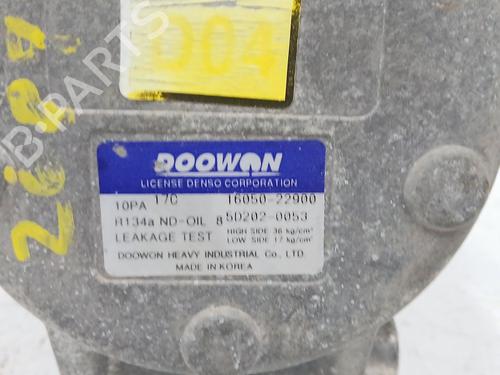 004
B-PARTS
DOOWON
LICENSE DENSO CORPORATION
10PA 17C 16050-22900
R134a ND-OIL 8 50202-0053
LEAKAGE TEST HIGH SIDE 36 kg/cm² LOW SIDE 17 kg/cm²
DOOWON HEAVY INDUSTRIAL Co., LTD.
MADE IN KOREA